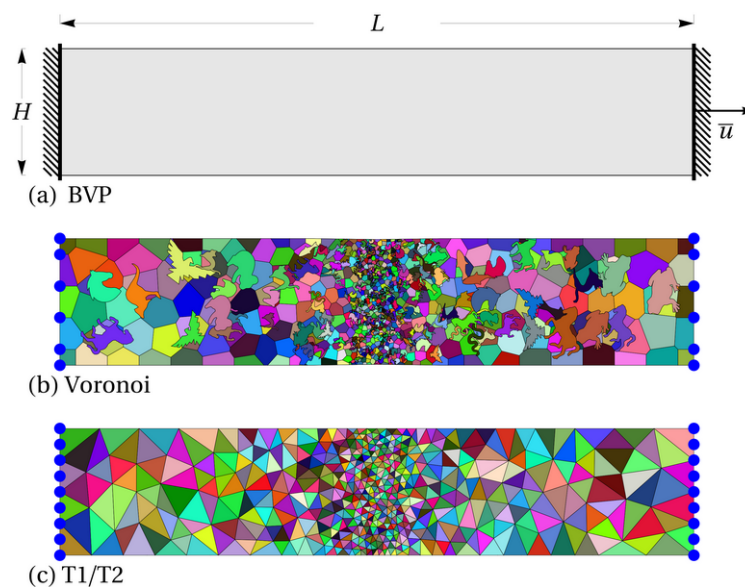 L
H
u̅
(a) BVP
(b) Voronoi
(c) T1/T2